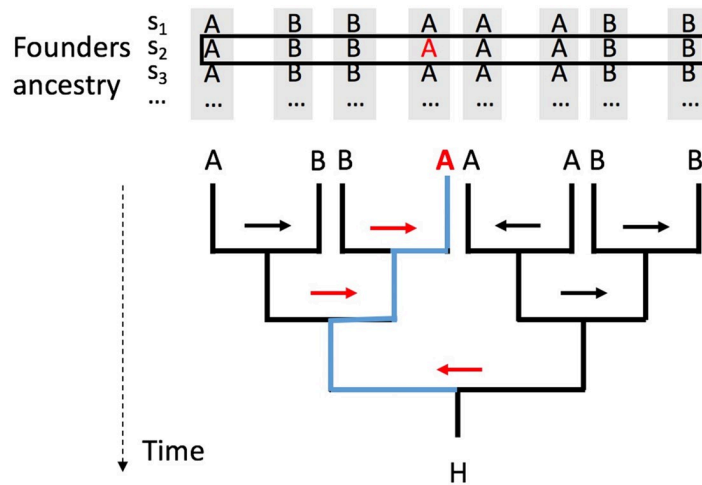 Founders ancestry
s1 A B B A A A B B
s2 A B B A A A B B
s3 A B B A A A B B
... ... ... ... ... ... ... ... ...
A B B A A A B B
Time
H